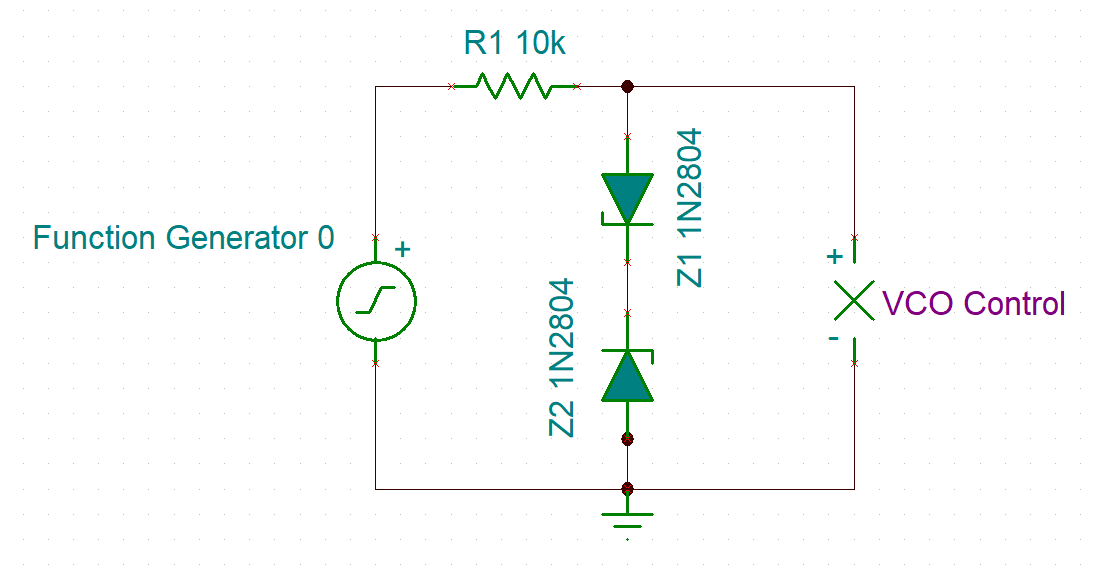 R1 10k
Z1 1N2804
Function Generator 0
+
+
VCO Control
-
Z2 1N2804